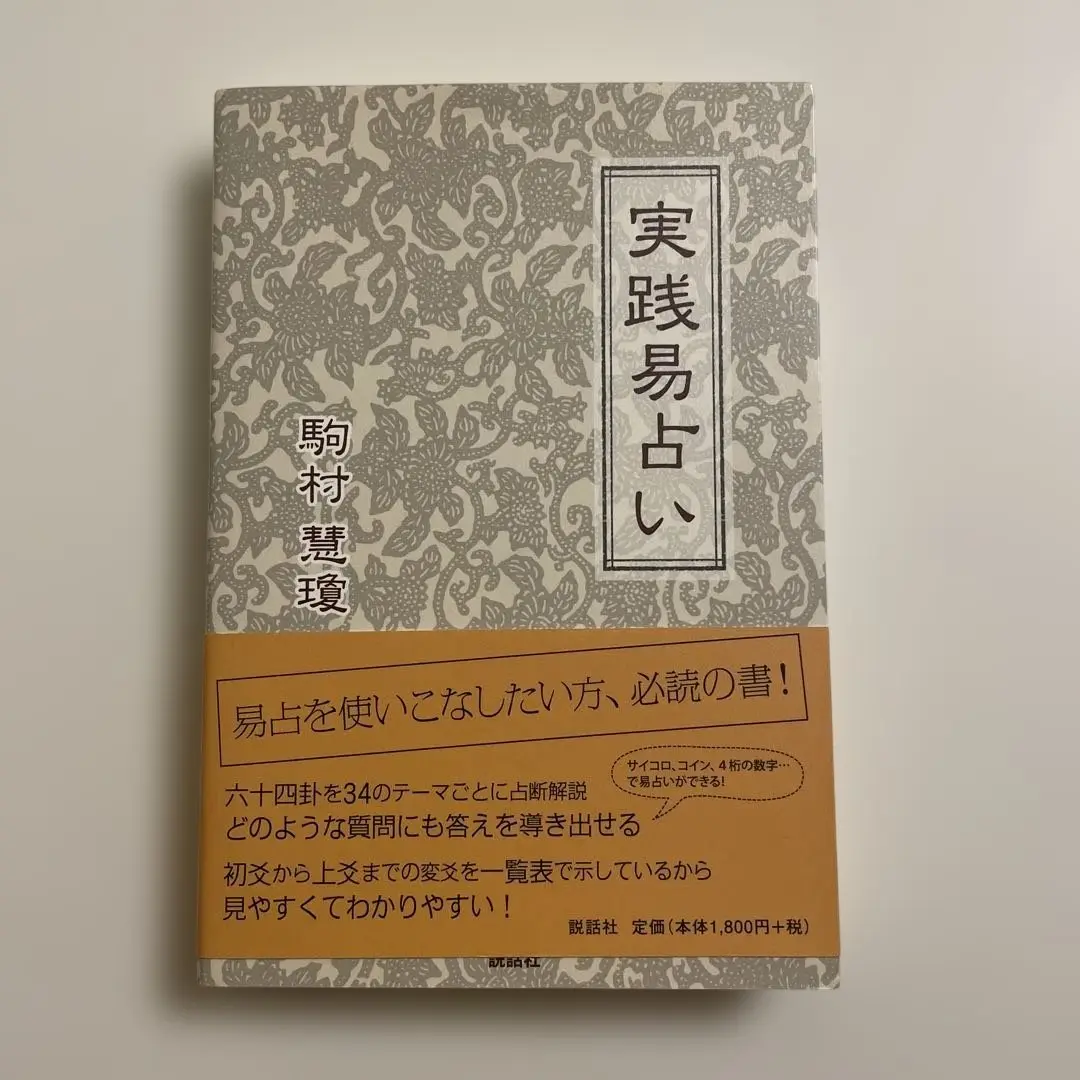 実践易占い
駒村 慧瓊
易占を使いこなしたい方、必読の書！
サイコロ、コイン、４桁の数字…
で易占いができる！
六十四卦を34のテーマごとに占断解説
どのような質問にも答えを導き出せる
初爻から上爻までの変爻を一覧表で示しているから
見やすくてわかりやすい！
説話社 定価（本体1,800円＋税）
説話社